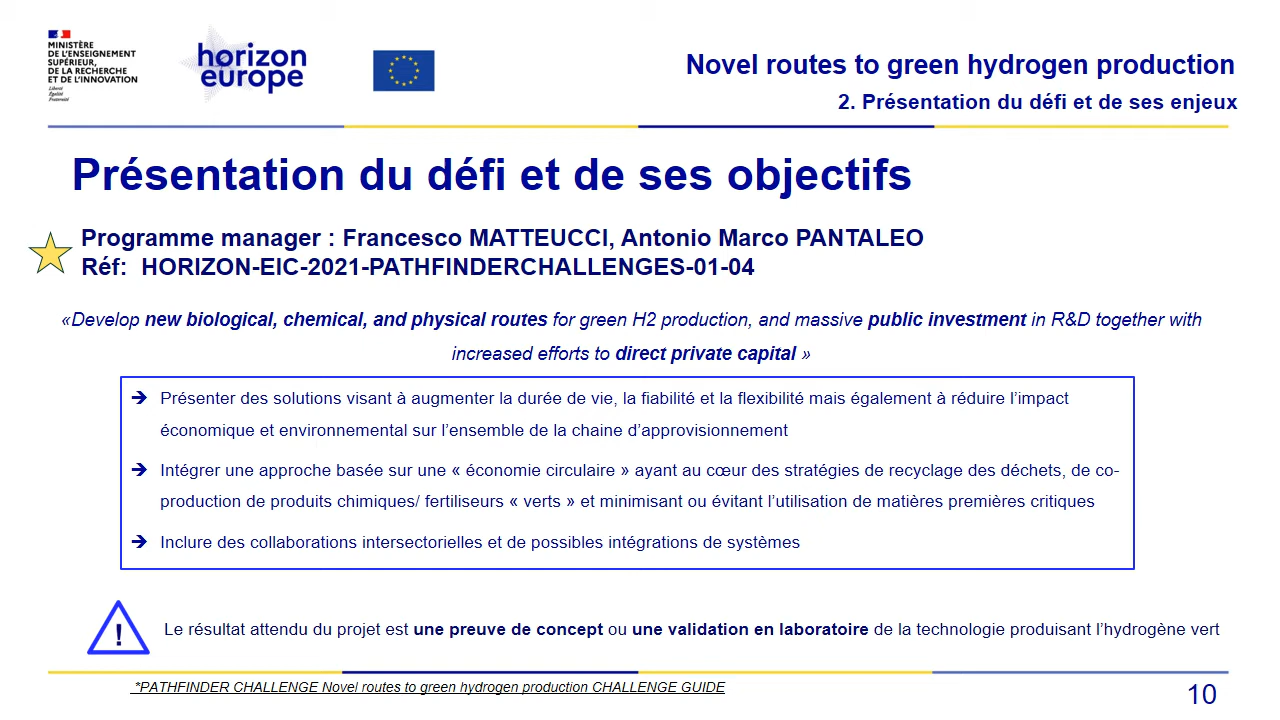 MINISTÈRE
DE L'ENSEIGNEMENT
SUPÉRIEUR,
DE LA RECHERCHE
ET DE L'INNOVATION
Liberté
Égalité
Fraternité
horizon
europe
Novel routes to green hydrogen production
2. Présentation du défi et de ses enjeux
Présentation du défi et de ses objectifs
Programme manager : Francesco MATTEUCCI, Antonio Marco PANTALEO
Réf:  HORIZON-EIC-2021-PATHFINDERCHALLENGES-01-04
«Develop new biological, chemical, and physical routes for green H2 production, and massive public investment in R&D together with
increased efforts to direct private capital »
➔ Présenter des solutions visant à augmenter la durée de vie, la fiabilité et la flexibilité mais également à réduire l'impact
économique et environnemental sur l'ensemble de la chaine d'approvisionnement
➔ Intégrer une approche basée sur une « économie circulaire » ayant au cœur des stratégies de recyclage des déchets, de co-
production de produits chimiques/ fertiliseurs « verts » et minimisant ou évitant l'utilisation de matières premières critiques
➔ Inclure des collaborations intersectorielles et de possibles intégrations de systèmes
! Le résultat attendu du projet est une preuve de concept ou une validation en laboratoire de la technologie produisant l'hydrogène vert
*PATHFINDER CHALLENGE Novel routes to green hydrogen production CHALLENGE GUIDE
10